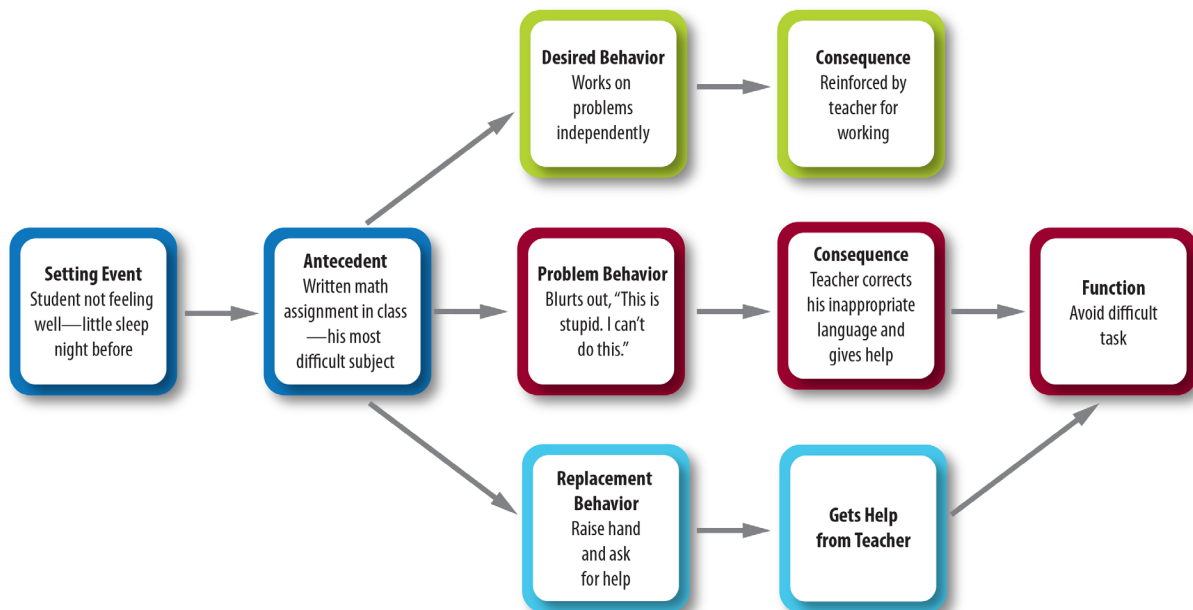 Desired Behavior
Works on
problems
independently
Consequence
Reinforced by
teacher for
working
Setting Event
Student not feeling
well—little sleep
night before
Antecedent
Written math
assignment in class
—his most
difficult subject
Problem Behavior
Blurts out, “This is
stupid. I can’t
do this.”
Consequence
Teacher corrects
his inappropriate
language and
gives help
Function
Avoid difficult
task
Replacement
Behavior
Raise hand
and ask
for help
Gets Help
from Teacher